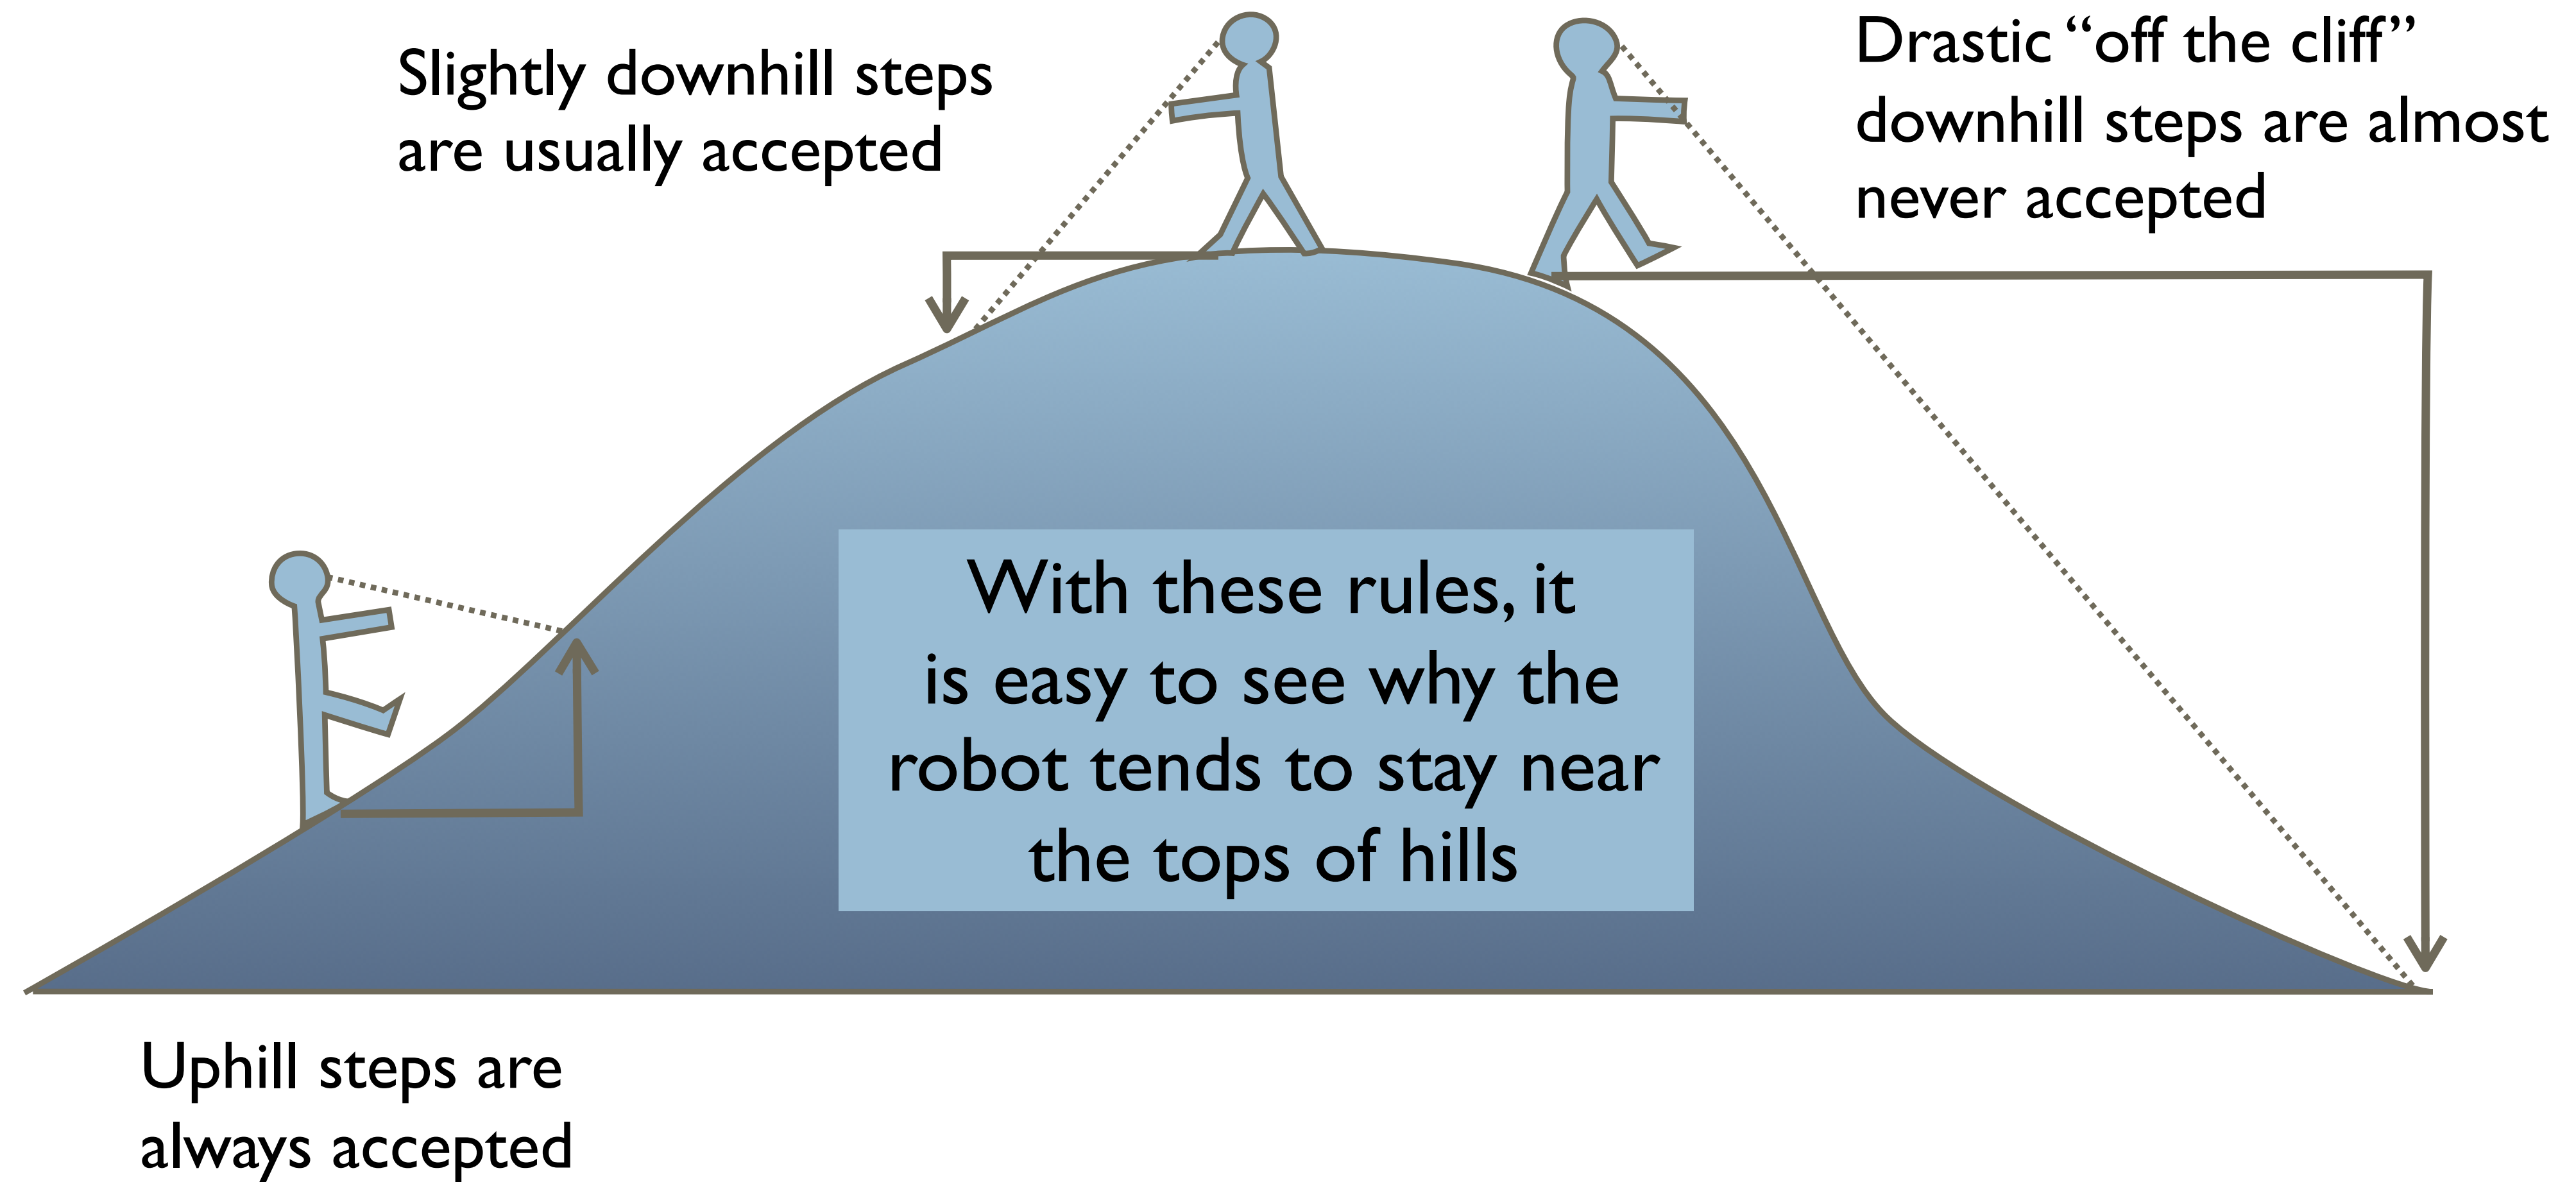 Slightly downhill steps
are usually accepted
Drastic “off the cliff”
downhill steps are almost
never accepted
With these rules, it
is easy to see why the
robot tends to stay near
the tops of hills
Uphill steps are
always accepted